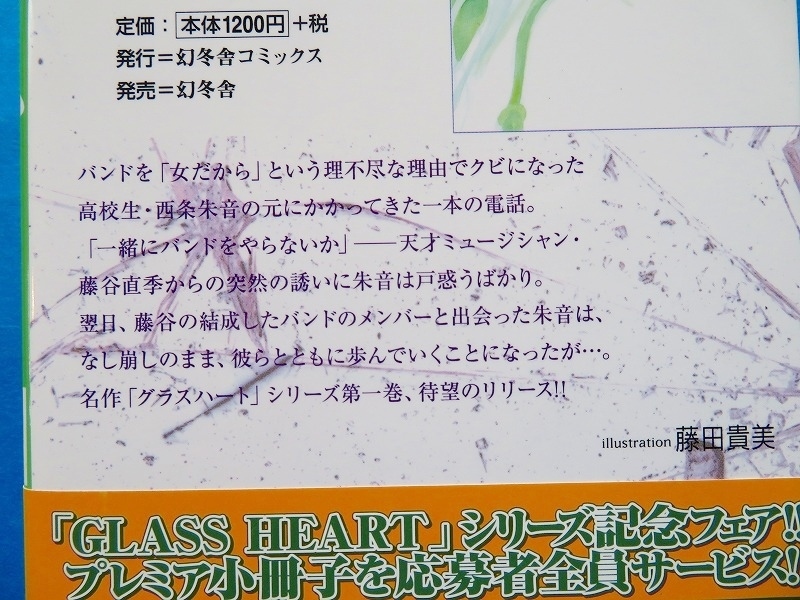 定価：本体1200円+税
発行＝幻冬舎コミックス
発売＝幻冬舎
バンドを「女だから」という理不尽な理由でクビになった
高校生・西条朱音の元にかかってきた一本の電話。
「一緒にバンドをやらないか」――天才ミュージシャン・
藤谷直季からの突然の誘いに朱音は戸惑うばかり。
翌日、藤谷の結成したバンドのメンバーと出会った朱音は、
なし崩しのまま、彼らとともに歩んでいくことになったが…。
名作「グラスハート」シリーズ第一巻、待望のリリース!!
illustration 藤田貴美
「GLASS HEART」シリーズ記念フェア!!
プレミア小冊子を応募者全員サービス!!